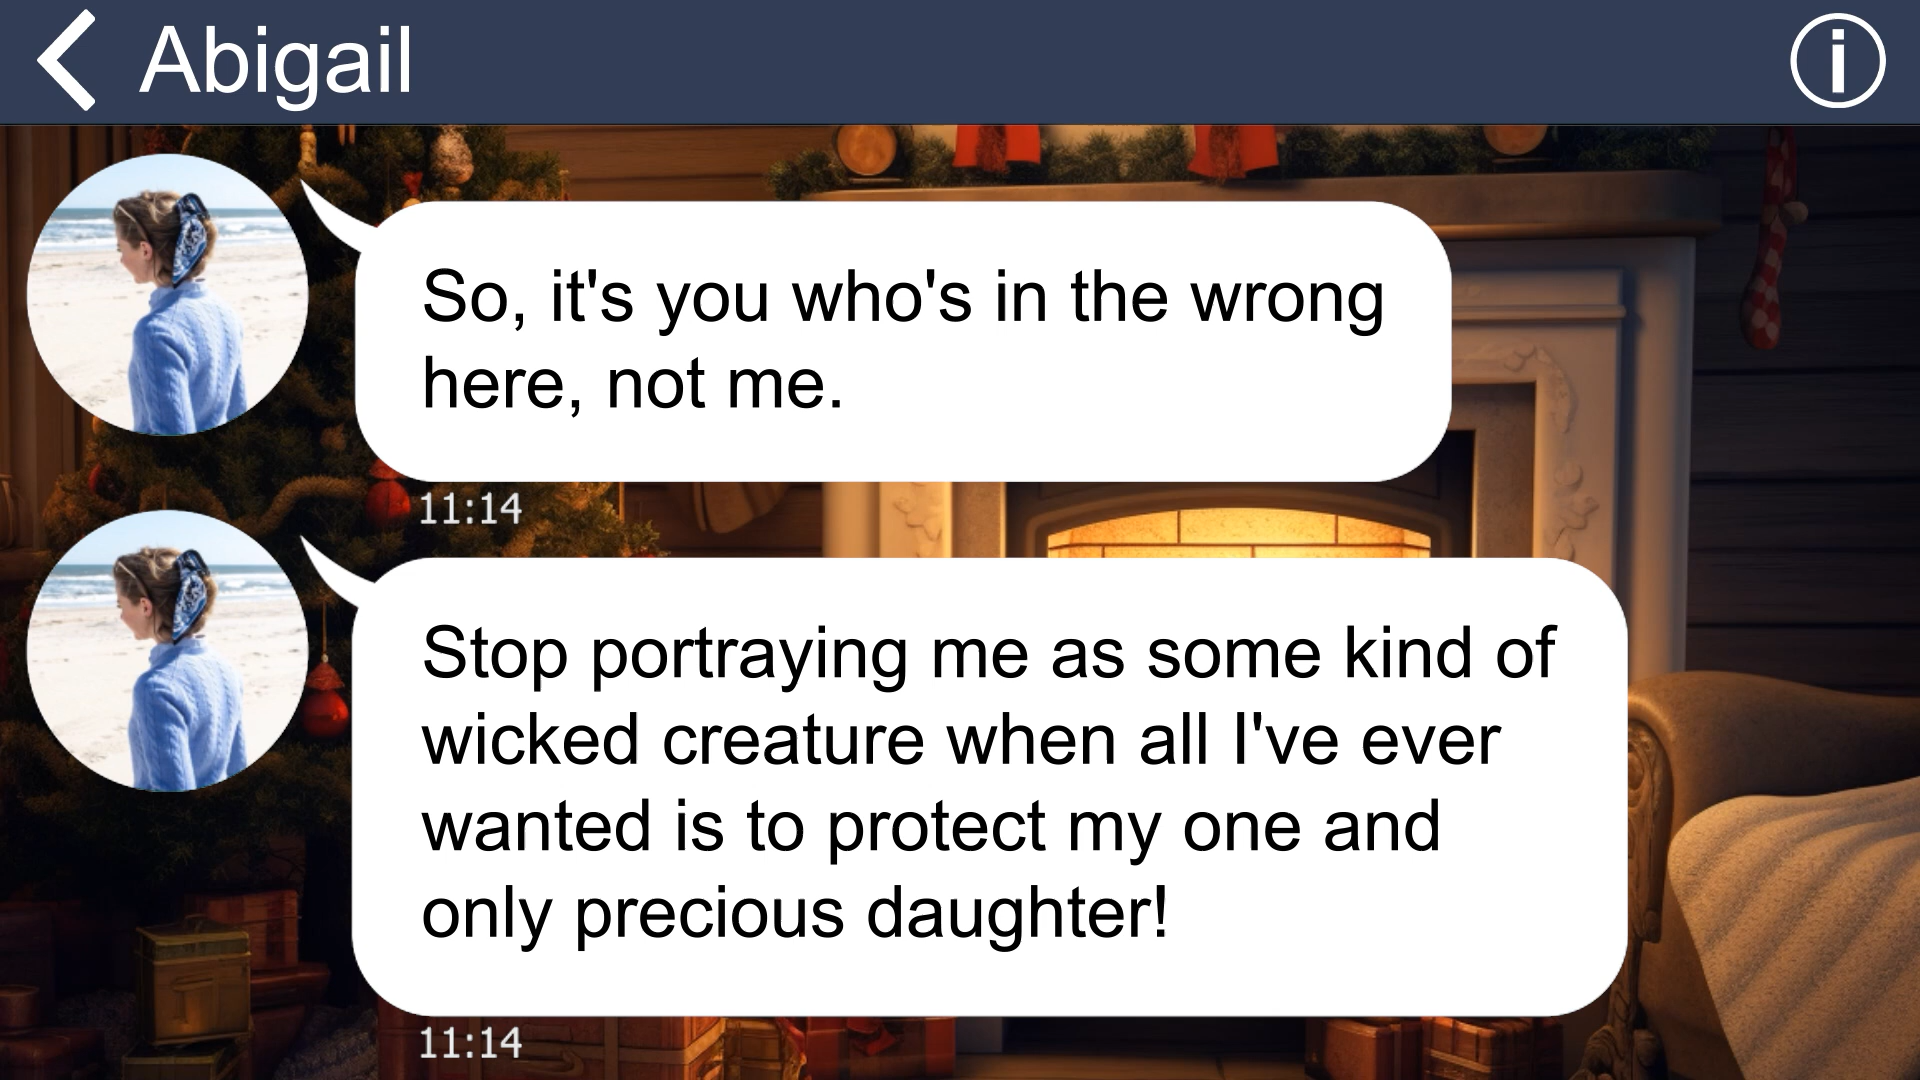 Abigail
So, it's you who's in the wrong
here, not me.
11:14
Stop portraying me as some kind of
wicked creature when all I've ever
wanted is to protect my one and
only precious daughter!
11:14